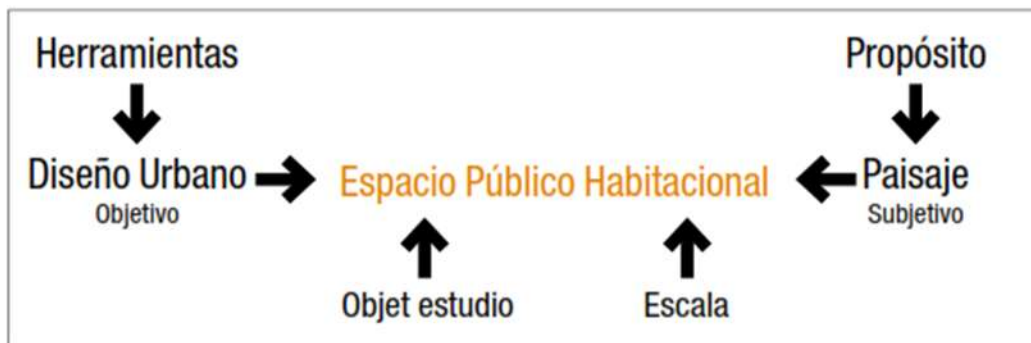 Herramientas
Propósito
Diseño Urbano
Objetivo
Espacio Público Habitacional
Paisaje
Subjetivo
Objet estudio
Escala